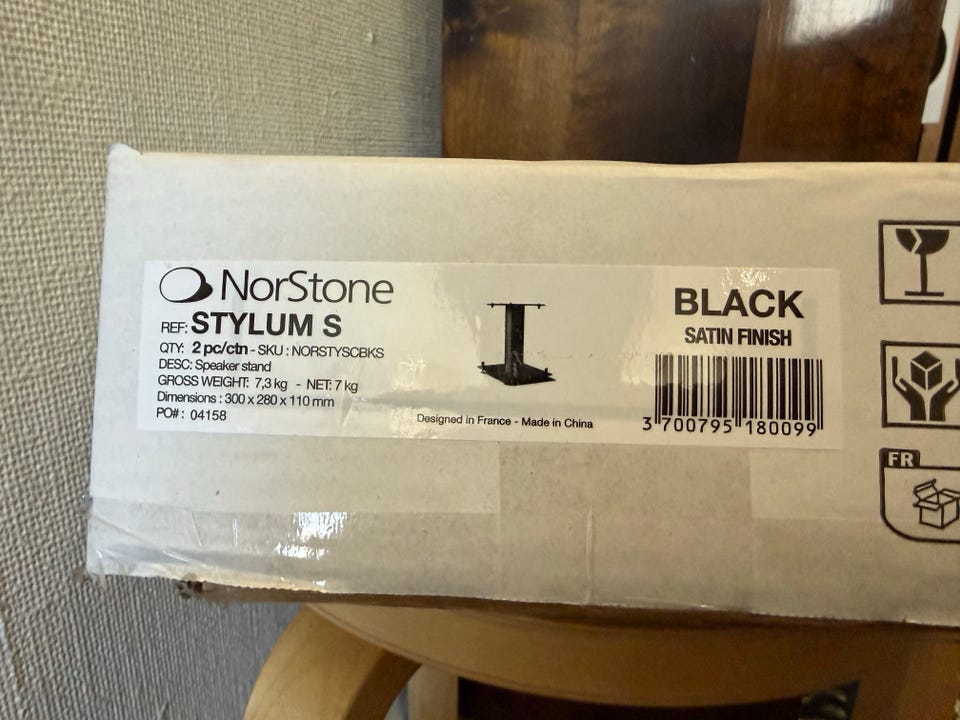 NorStone
REF: STYLUM S
QTY: 2 pc/ctn - SKU : NORSTYSCBKS
DESC: Speaker stand
GROSS WEIGHT: 7,3 kg - NET: 7 kg
Dimensions : 300 x 280 x 110 mm
PO# : 04158
Designed in France - Made in China
BLACK
SATIN FINISH
3 700795 180099
FR